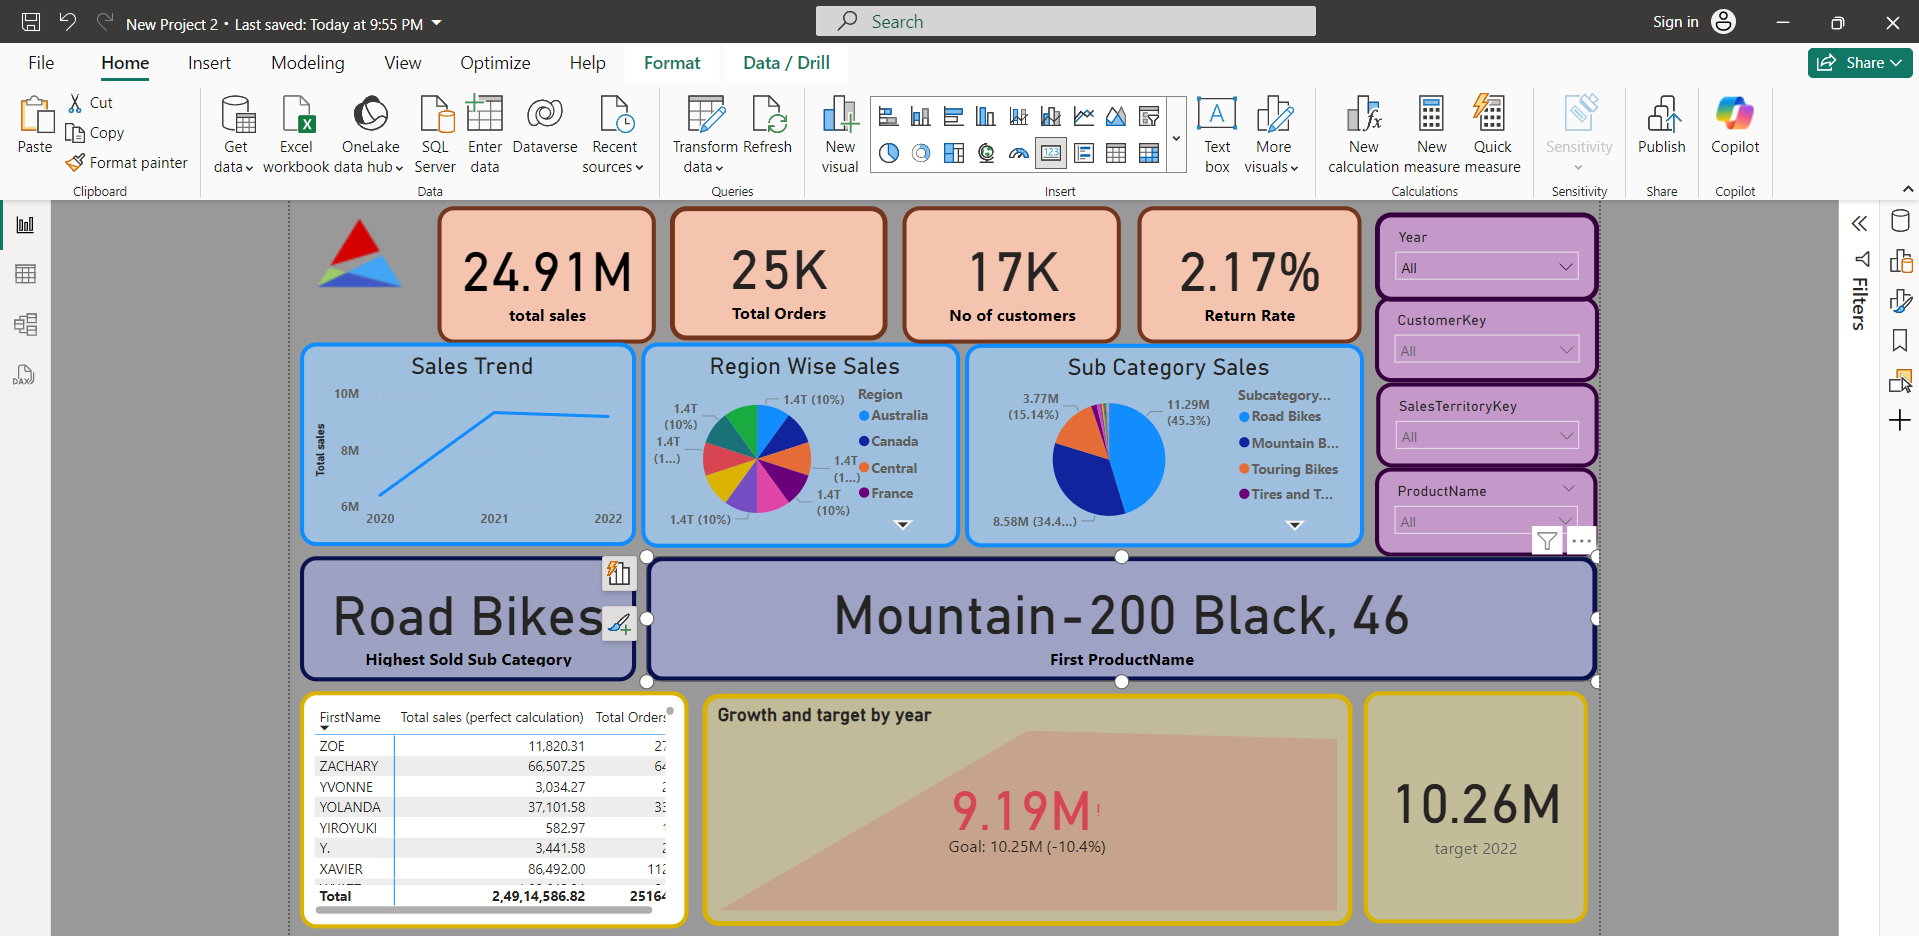 New Project 2 • Last saved: Today at 9:55 PM
Search
Sign in
File Home Insert Modeling View Optimize Help Format Data / Drill
Share
Paste
Cut
Copy
Format painter
Clipboard
Get data
Excel workbook
OneLake data hub
SQL Server
Enter data
Dataverse
Recent sources
Data
Transform data
Refresh
Queries
New visual
Text box
More visuals
Insert
New calculation
New measure
Quick measure
Calculations
Sensitivity
Sensitivity
Publish
Share
Copilot
Copilot
DAX
Filters
24.91M
total sales
25K
Total Orders
17K
No of customers
2.17%
Return Rate
Year
All
CustomerKey
All
SalesTerritoryKey
All
ProductName
All
Sales Trend
Total sales
10M
8M
6M
2020 2021 2022
Region Wise Sales
1.4T (10%)
1.4T
(10%)
1.4T
(1...)
1.4T
(1...)
1.4T
(10%)
1.4T (10%)
Region
Australia
Canada
Central
France
Sub Category Sales
3.77M
(15.14%)
11.29M
(45.3%)
8.58M (34.4...)
Subcategory...
Road Bikes
Mountain B...
Touring Bikes
Tires and T...
Road Bikes
Highest Sold Sub Category
Mountain-200 Black, 46
First ProductName
FirstName Total sales (perfect calculation) Total Orders
ZOE 11,820.31 27
ZACHARY 66,507.25 64
YVONNE 3,034.27
YOLANDA 37,101.58 33
YIROYUKI 582.97
Y. 3,441.58
XAVIER 86,492.00 112
Total 2,49,14,586.82 25164
Growth and target by year
9.19M!
Goal: 10.25M (-10.4%)
10.26M
target 2022